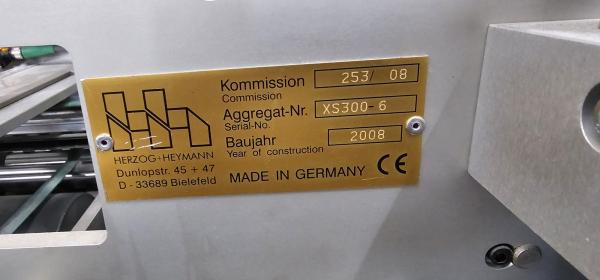 HERZOG+HEYMANN
Dunlopstr. 45 + 47
D - 33689 Bielefeld
Kommission 253/ 08
Commission
Aggregat-Nr. XS300-6
Serial-No.
Baujahr 2008
Year of construction
MADE IN GERMANY CE